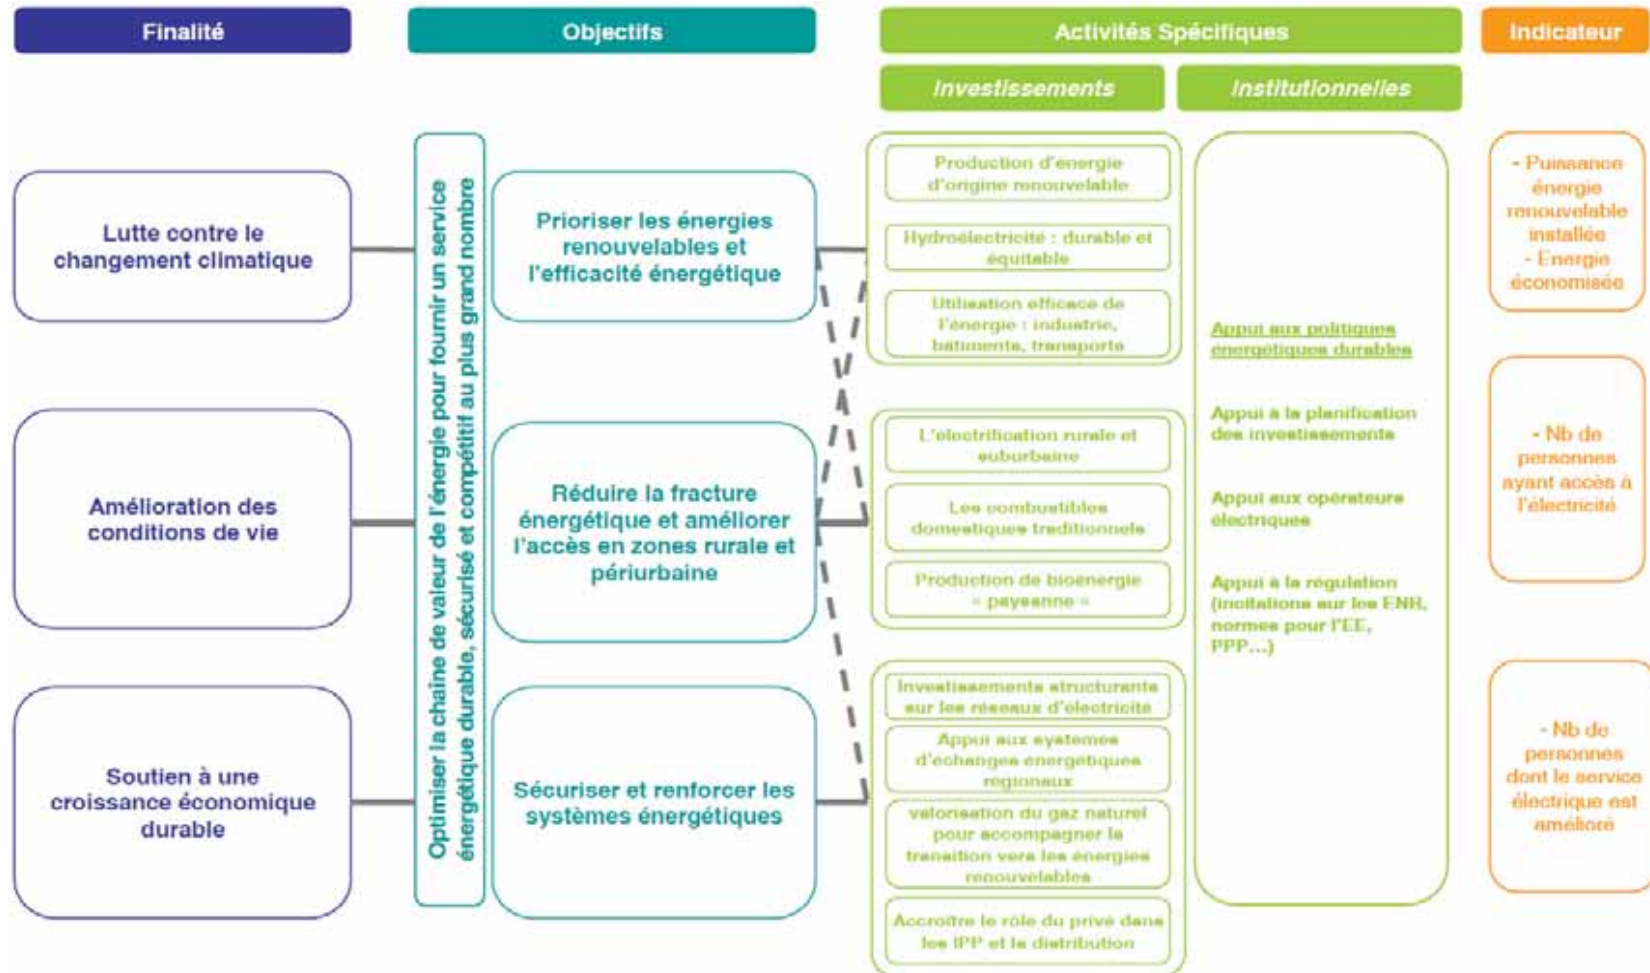 Finalité
Objectifs
Activités Spécifiques
Indicateur
Investissements
Institutionnelles
Lutte contre le
changement climatique
Amélioration des
conditions de vie
Soutien à une
croissance économique
durable
Optimiser la chaine de valeur de l'énergie pour fournir un service
énergétique durable, sécurisé et compétitif au plus grand nombre
Prioriser les énergies
renouvelables et
l'efficacité énergétique
Réduire la fracture
énergétique et améliorer
l'accès en zones rurale et
périurbaine
Sécuriser et renforcer les
systèmes énergétiques
Production d'énergie
d'origine renouvelable
Hydroélectricité : durable et
équitable
Utilisation efficace de
l'énergie : industrie,
bâtiments, transports
L'électrification rurale et
suburbaine
Les combustibles
domestiques traditionnels
Production de bioénergie
« paysanne »
Investissements structurants
sur les réseaux d'électricité
Appui aux systèmes
d'échanges énergétiques
régionaux
valorisation du gaz naturel
pour accompagner la
transition vers les énergies
renouvelables
Accroître le rôle du privé dans
les IPP et la distribution
Appui aux politiques
énergétiques durables
Appui à la planification
des investissements
Appui aux opérateurs
électriques
Appui à la régulation
(incitations sur les ENR,
normes pour l'EE,
PPP...)
- Puissance
énergie
renouvelable
installée
- Energie
économisée
- Nb de
personnes
ayant accès à
l'électricité
- Nb de
personnes
dont le service
électrique est
amélioré